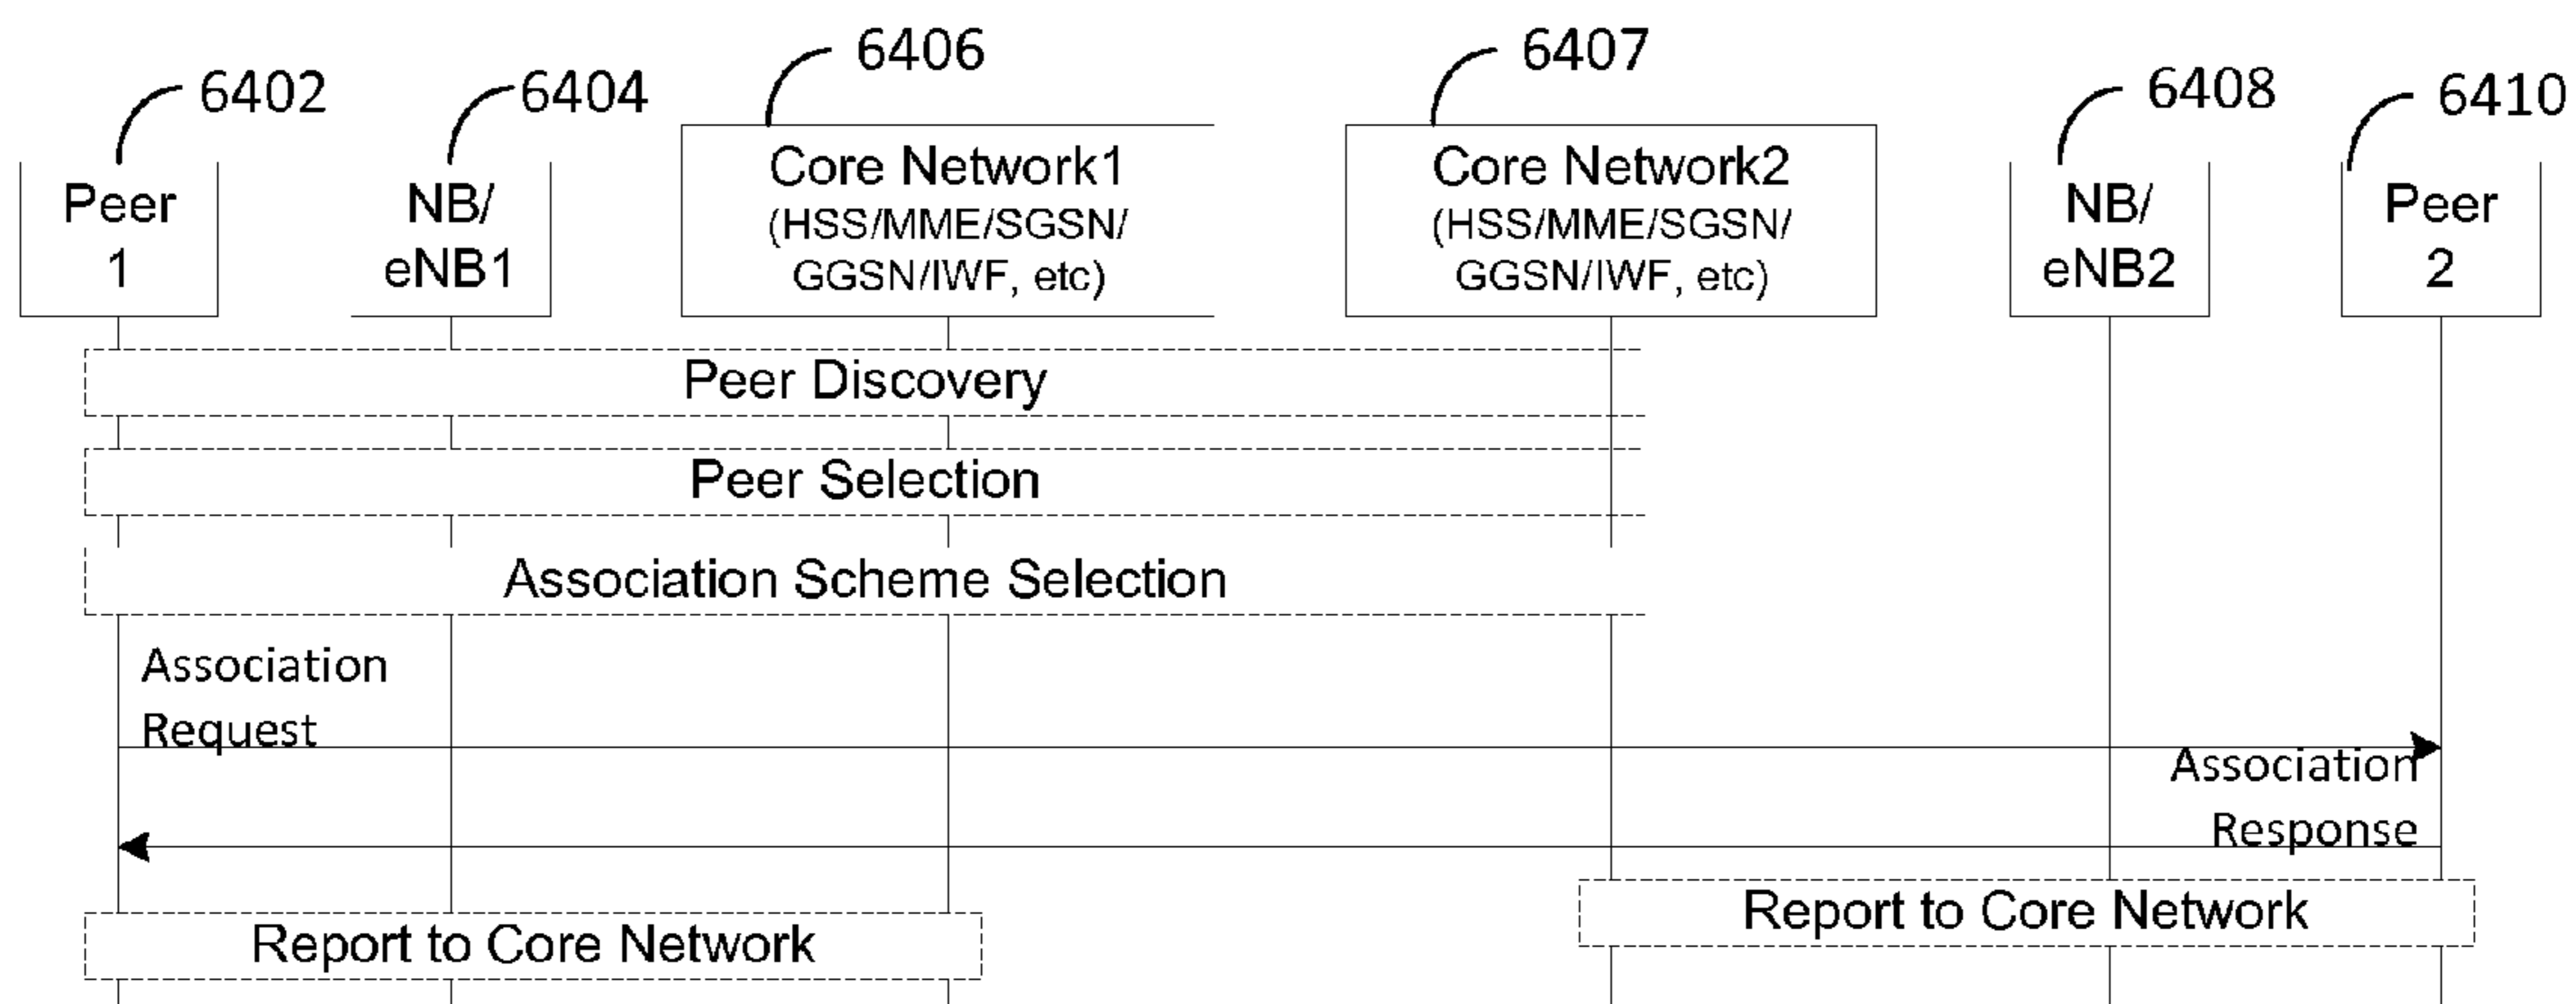 6402
6404
6406
6407
6408
6410
Peer
1
NB/
eNB1
Core Network1
(HSS/MME/SGSN/
GGSN/IWF, etc)
Core Network2
(HSS/MME/SGSN/
GGSN/IWF, etc)
NB/
eNB2
Peer
2
Peer Discovery
Peer Selection
Association Scheme Selection
Association
Request
Association
Response
Report to Core Network
Report to Core Network